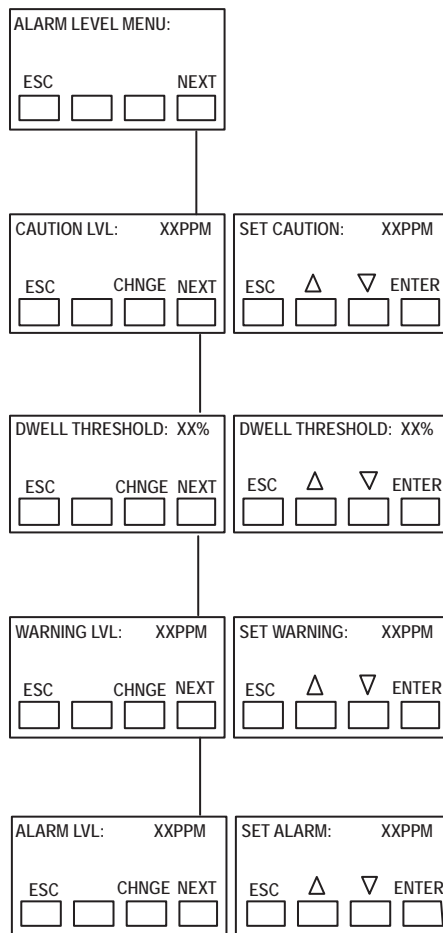 ALARM LEVEL MENU:
ESC NEXT
CAUTION LVL: XXPPM
ESC CHNGE NEXT
SET CAUTION: XXPPM
ESC △ ▽ ENTER
DWELL THRESHOLD: XX%
ESC CHNGE NEXT
DWELL THRESHOLD: XX%
ESC △ ▽ ENTER
WARNING LVL: XXPPM
ESC CHNGE NEXT
SET WARNING: XXPPM
ESC △ ▽ ENTER
ALARM LVL: XXPPM
ESC CHNGE NEXT
SET ALARM: XXPPM
ESC △ ▽ ENTER